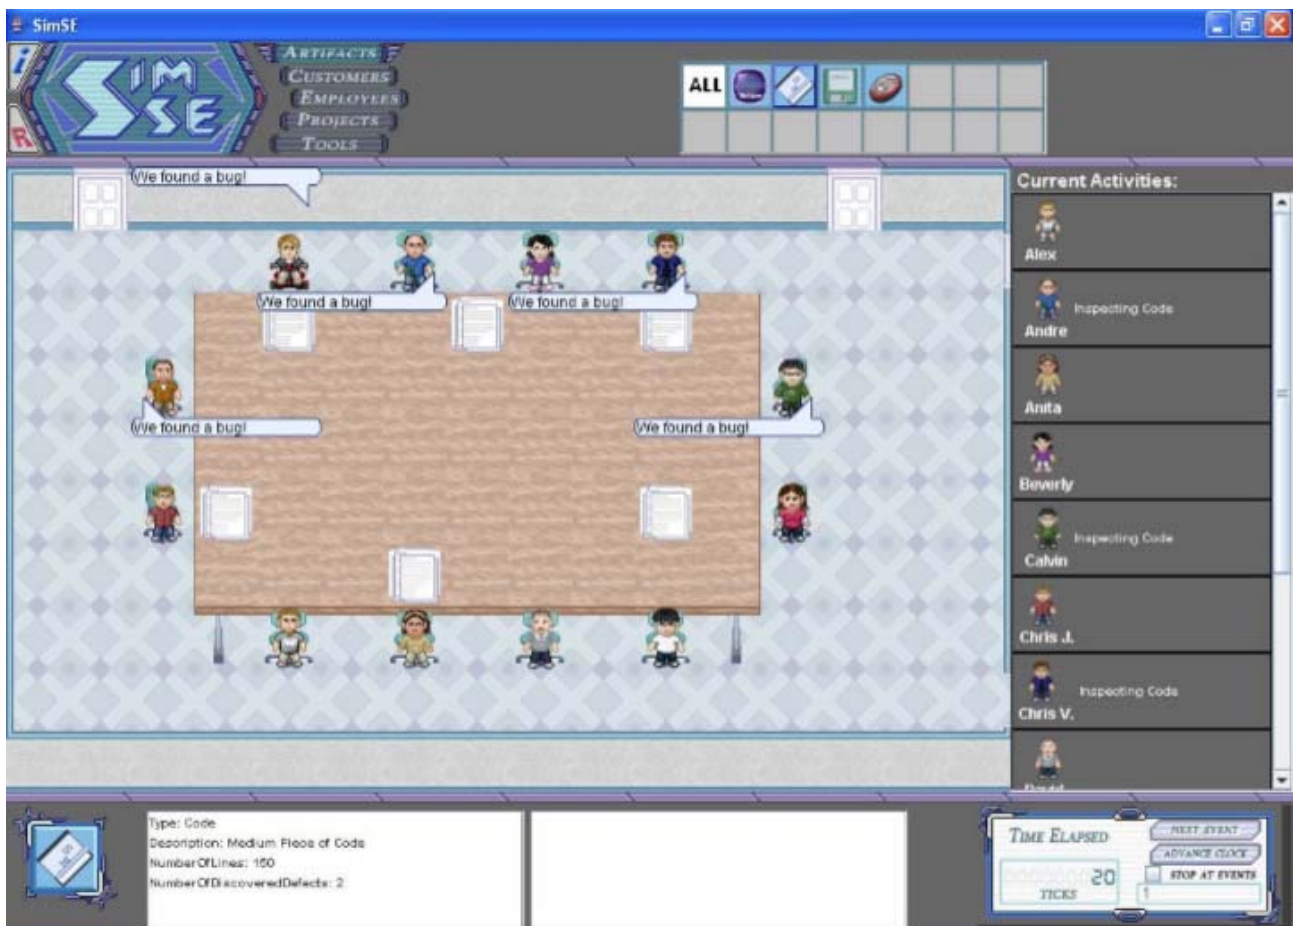 SimSE
i
SIM
SE
R
ARTIFACTS
CUSTOMERS
EMPLOYEES
PROJECTS
TOOLS
ALL
We found a bug!
We found a bug!
We found a bug!
We found a bug!
We found a bug!
Current Activities:
Alex
Inspecting Code
Andre
Anita
Beverly
Inspecting Code
Calvin
Chris J.
Inspecting Code
Chris V.
David
Type: Code
Description: Medium Piece of Code
NumberOfLines: 150
NumberOfDiscoveredDefects: 2
TIME ELAPSED
20
TICKS
NEXT EVENT
ADVANCE CLOCK
STOP AT EVENTS
1